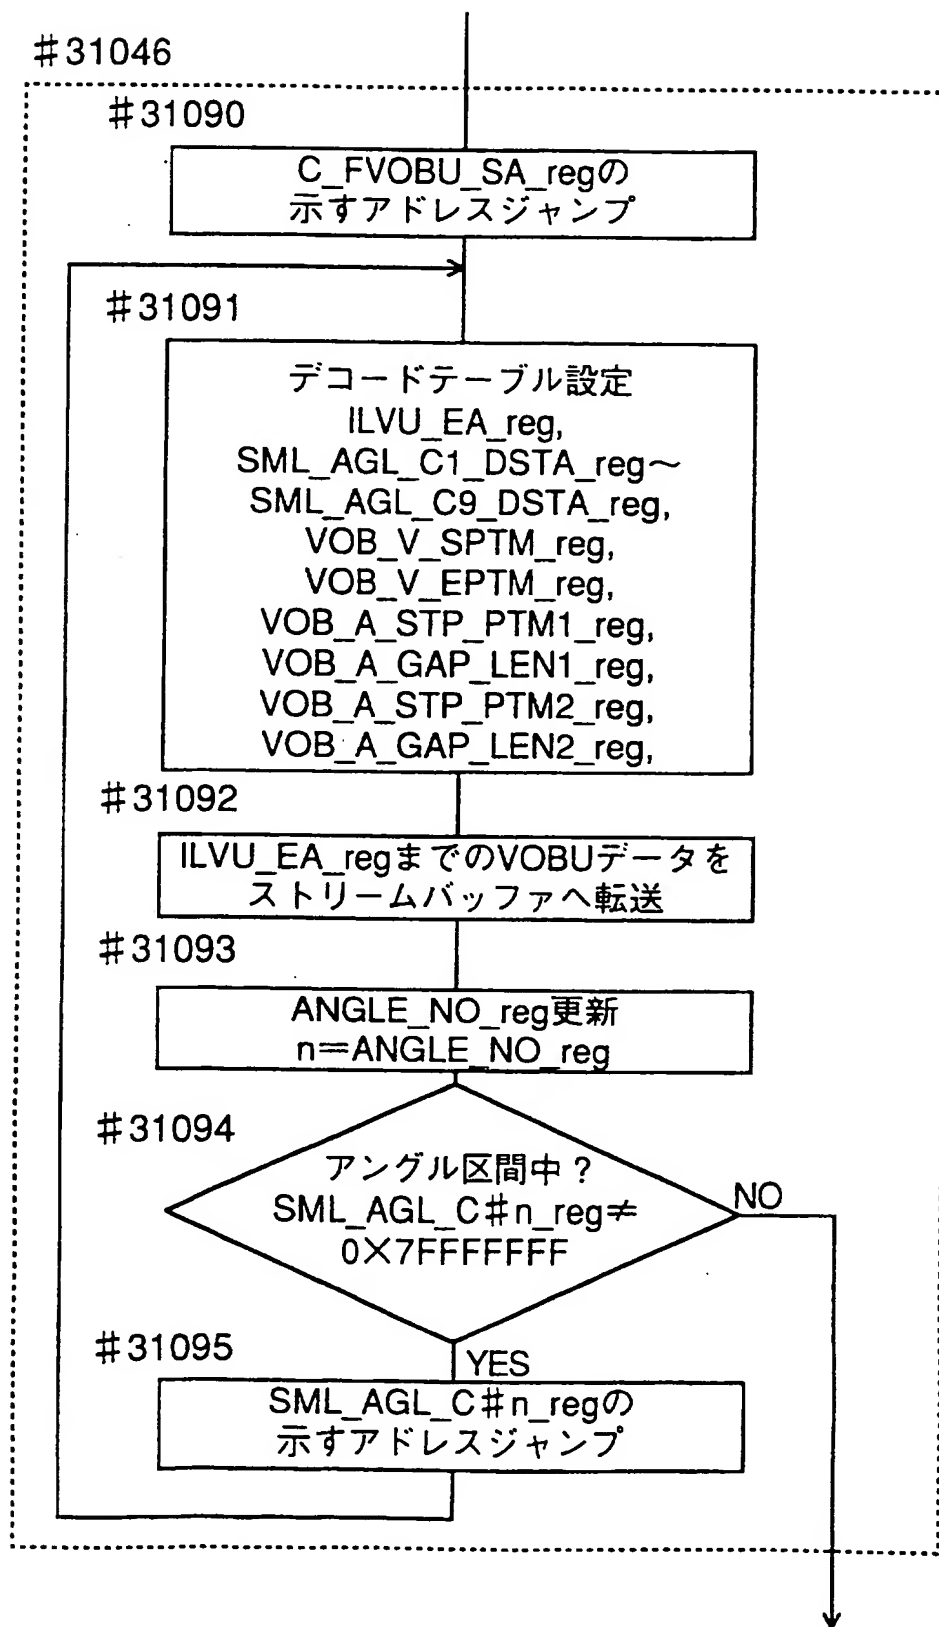 #31046
#31090
C_FVOBU_SA_regの
示すアドレスジャンプ
#31091
デコードテーブル設定
ILVU_EA_reg,
SML_AGL_C1_DSTA_reg～
SML_AGL_C9_DSTA_reg,
VOB_V_SPTM_reg,
VOB_V_EPTM_reg,
VOB_A_STP_PTM1_reg,
VOB_A_GAP_LEN1_reg,
VOB_A_STP_PTM2_reg,
VOB_A_GAP_LEN2_reg,
#31092
ILVU_EA_regまでのVOBUデータを
ストリームバッファへ転送
#31093
ANGLE_NO_reg更新
n=ANGLE_NO_reg
#31094
アングル区間中？
SML_AGL_C#n_reg≠
0×7FFFFFFF
NO
#31095
YES
SML_AGL_C#n_regの
示すアドレスジャンプ